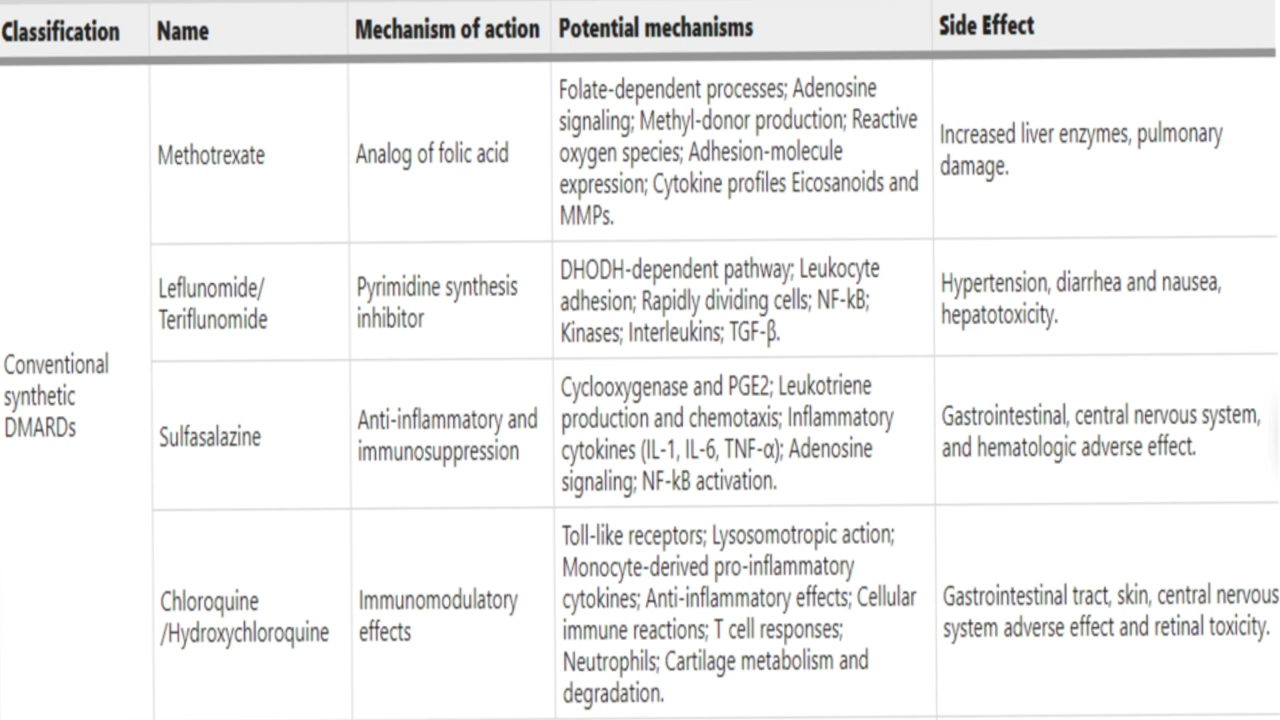 Classification Name Mechanism of action Potential mechanisms Side Effect
Conventional
synthetic
DMARDs
Methotrexate
Analog of folic acid
Folate-dependent processes; Adenosine
signaling; Methyl-donor production; Reactive
oxygen species; Adhesion-molecule
expression; Cytokine profiles Eicosanoids and
MMPs.
Increased liver enzymes, pulmonary
damage.
Leflunomide/
Teriflunomide
Pyrimidine synthesis
inhibitor
DHODH-dependent pathway; Leukocyte
adhesion; Rapidly dividing cells; NF-kB;
Kinases; Interleukins; TGF-β.
Hypertension, diarrhea and nausea,
hepatotoxicity.
Sulfasalazine
Anti-inflammatory and
immunosuppression
Cyclooxygenase and PGE2; Leukotriene
production and chemotaxis; Inflammatory
cytokines (IL-1, IL-6, TNF-α); Adenosine
signaling; NF-kB activation.
Gastrointestinal, central nervous system,
and hematologic adverse effect.
Chloroquine
/Hydroxychloroquine
Immunomodulatory
effects
Toll-like receptors; Lysosomotropic action;
Monocyte-derived pro-inflammatory
cytokines; Anti-inflammatory effects; Cellular
immune reactions; T cell responses;
Neutrophils; Cartilage metabolism and
degradation.
Gastrointestinal tract, skin, central nervous
system adverse effect and retinal toxicity.